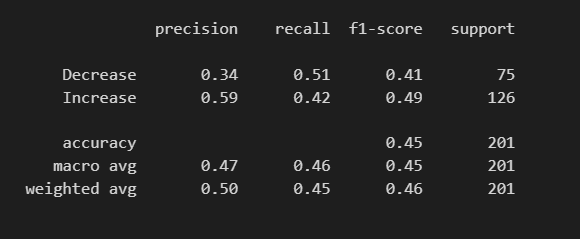 precision recall f1-score support
Decrease 0.34 0.51 0.41 75
Increase 0.59 0.42 0.49 126
accuracy 0.45 201
macro avg 0.47 0.46 0.45 201
weighted avg 0.50 0.45 0.46 201